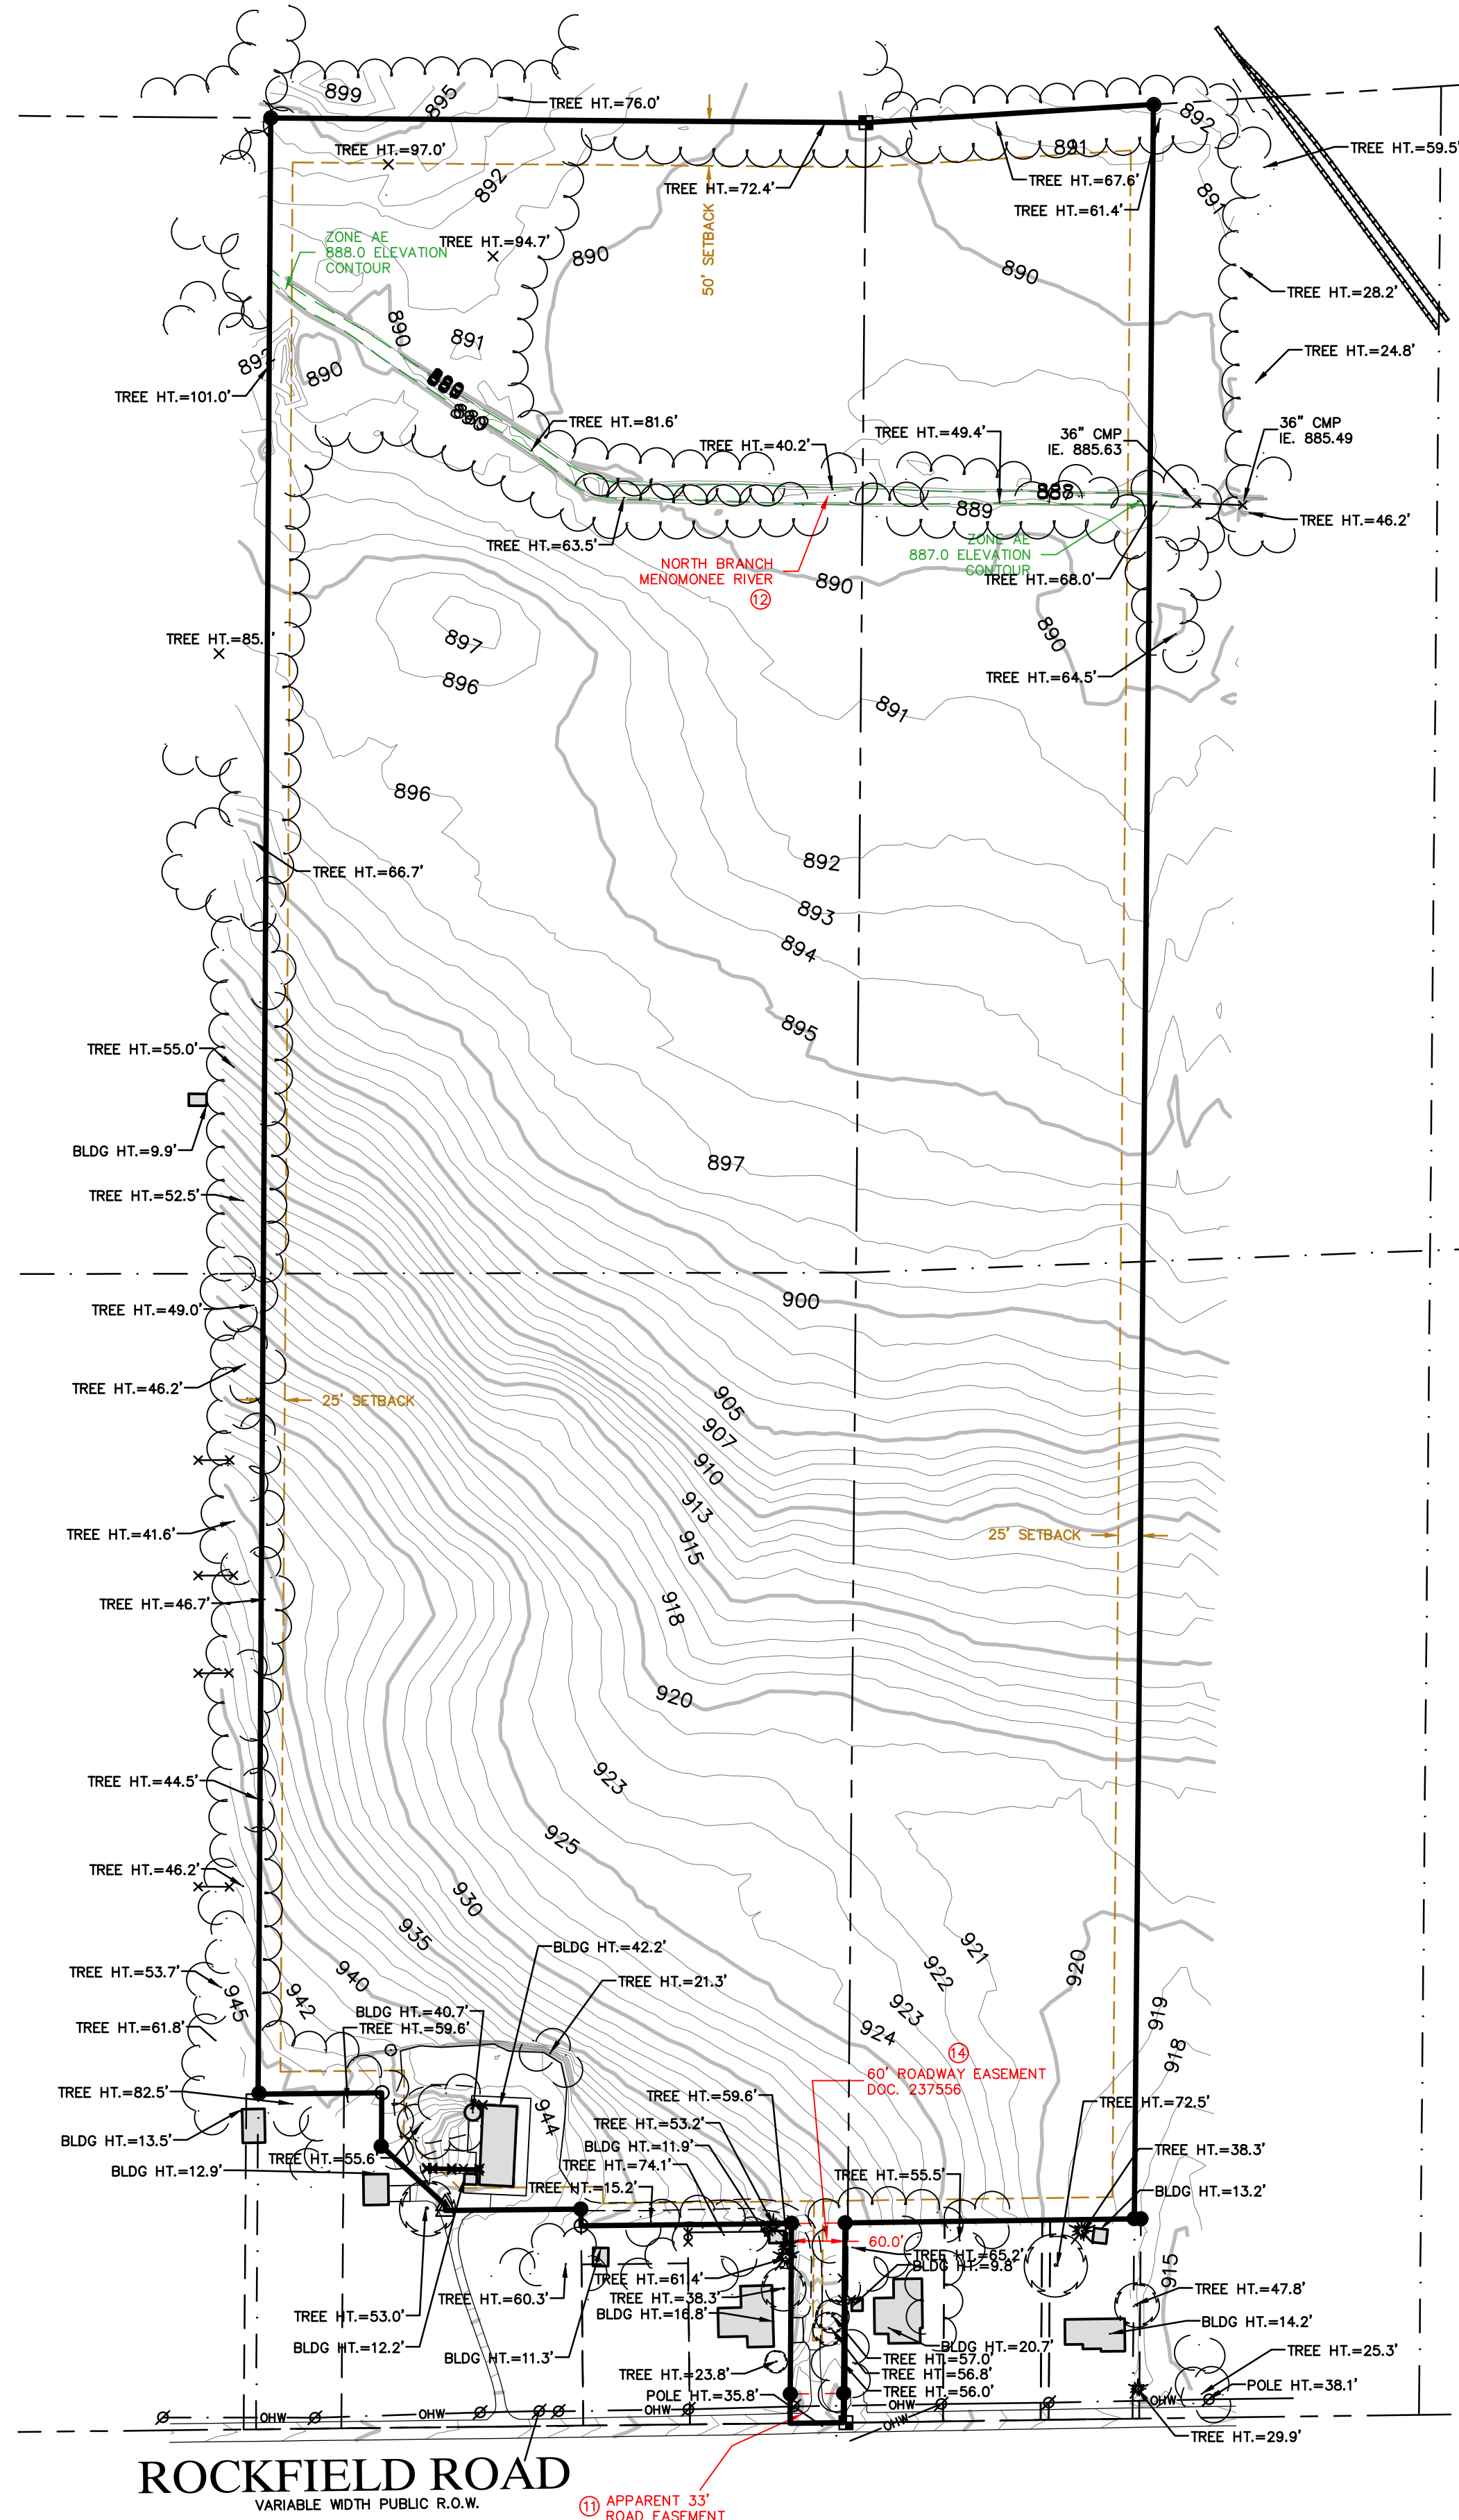 899
895
TREE HT.=76.0'
892
TREE HT.=97.0'
891
TREE HT.=59.5'
892
TREE HT.=72.4'
TREE HT.=67.6'
891
TREE HT.=61.4'
50' SETBACK
ZONE AE
888.0 ELEVATION
CONTOUR
TREE HT.=94.7'
890
890
TREE HT.=28.2'
890
891
892
890
TREE HT.=24.8'
TREE HT.=101.0'
TREE HT.=81.6'
TREE HT.=40.2'
TREE HT.=49.4'
36" CMP
IE. 885.63
36" CMP
IE. 885.49
889
TREE HT.=46.2'
TREE HT.=63.5'
NORTH BRANCH
MENOMONEE RIVER
12
ZONE AE
887.0 ELEVATION
CONTOUR
890
TREE HT.=68.0'
TREE HT.=85.
897
890
896
TREE HT.=64.5'
891
896
TREE HT.=66.7'
892
893
894
895
TREE HT.=55.0'
BLDG HT.=9.9'
897
TREE HT.=52.5'
900
TREE HT.=49.0'
TREE HT.=46.2'
25' SETBACK
905
907
910
913
915
TREE HT.=41.6'
25' SETBACK
TREE HT.=46.7'
918
920
TREE HT.=44.5'
923
925
TREE HT.=46.2'
930
935
BLDG HT.=42.2'
921
TREE HT.=53.7'
945
942
940
TREE HT.=21.3'
922
920
BLDG HT.=40.7'
TREE HT.=61.8'
TREE HT.=59.6'
923
924
919
918
14
60' ROADWAY EASEMENT
DOC. 237556
TREE HT.=82.5'
TREE HT.=59.6'
TREE HT.=72.5'
944
TREE HT.=53.2'
BLDG HT.=13.5'
BLDG HT.=11.9'
TREE HT.=38.3'
TREE HT.=55.6'
TREE HT.=74.1'
BLDG HT.=12.9'
TREE HT.=55.5'
TREE HT.=15.2'
BLDG HT.=13.2'
60.0'
TREE HT.=65.2'
BLDG HT.=9.8'
TREE HT.=61.4'
915
TREE HT.=60.3'
TREE HT.=38.3'
TREE HT.=47.8'
TREE HT.=53.0'
BLDG HT.=16.8'
BLDG HT.=14.2'
BLDG HT.=12.2'
BLDG HT.=20.7'
BLDG HT.=11.3'
TREE HT.=57.0'
TREE HT.=25.3'
TREE HT.=23.8'
TREE HT.=56.8'
POLE HT.=35.8'
TREE HT.=56.0'
POLE HT.=38.1'
OHW
OHW
OHW
OHW
OHW
OHW
TREE HT.=29.9'
ROCKFIELD ROAD
VARIABLE WIDTH PUBLIC R.O.W.
11
APPARENT 33'
ROAD EASEMENT